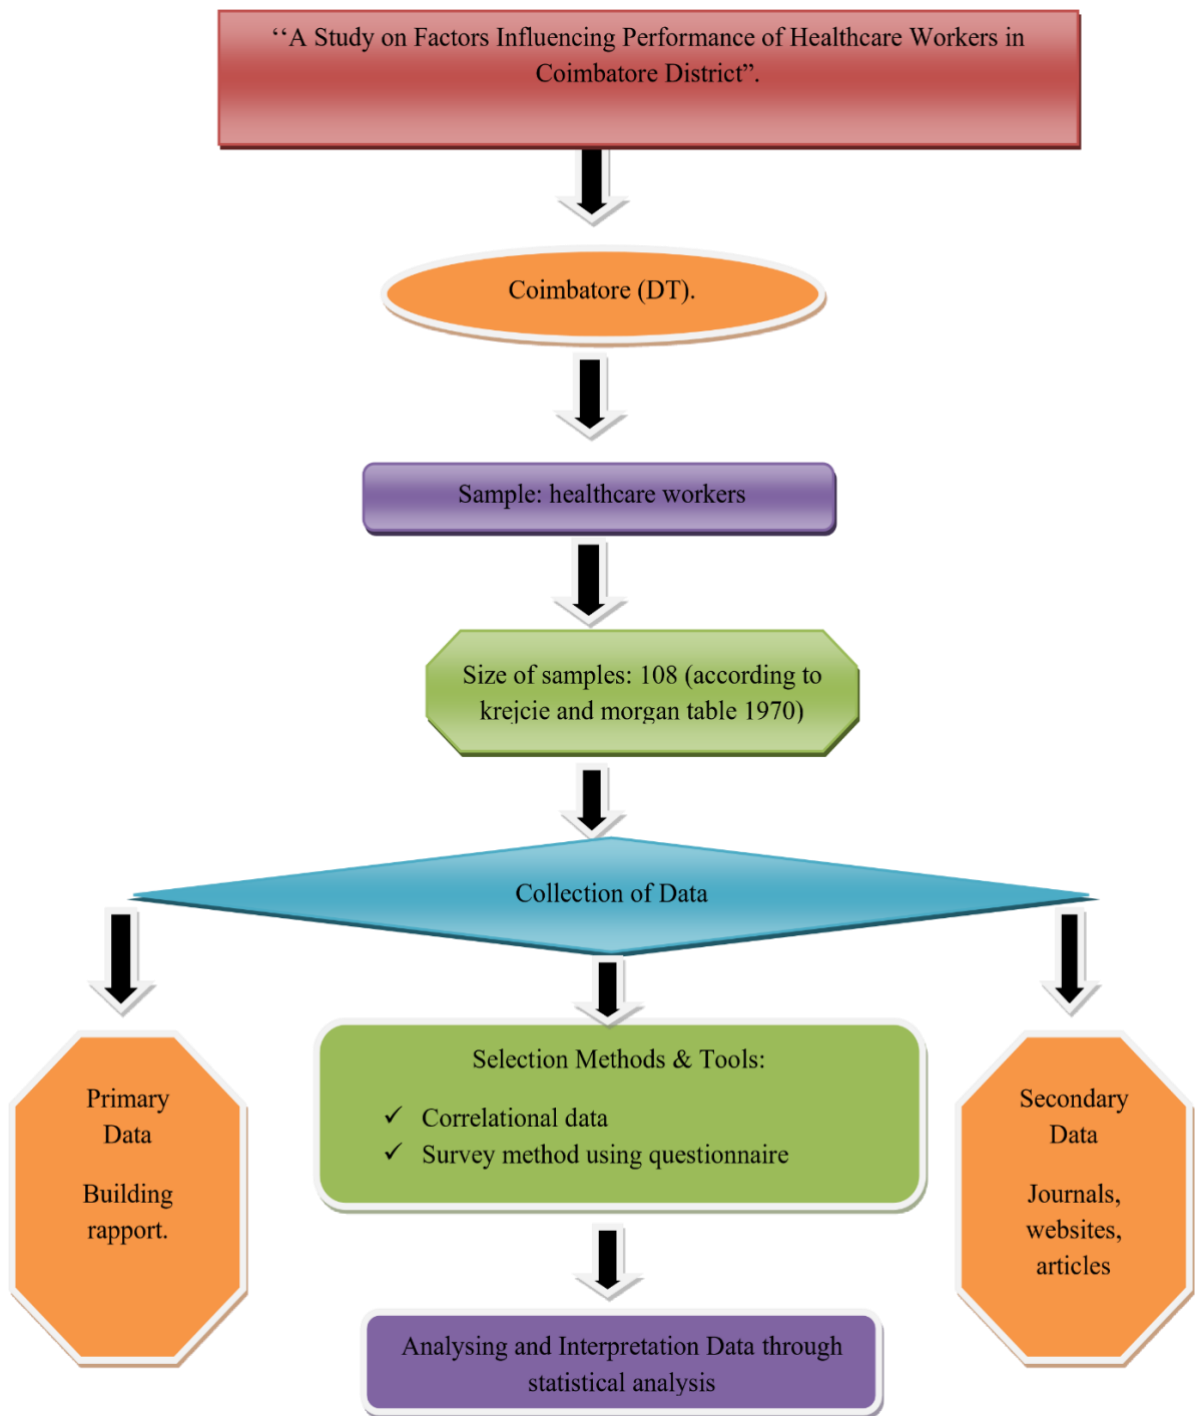 ‘‘A Study on Factors Influencing Performance of Healthcare Workers in
Coimbatore District”.
Coimbatore (DT).
Sample: healthcare workers
Size of samples: 108 (according to
krejcie and morgan table 1970)
Collection of Data
Primary
Data
Building
rapport.
Selection Methods & Tools:
✓ Correlational data
✓ Survey method using questionnaire
Secondary
Data
Journals,
websites,
articles
Analysing and Interpretation Data through
statistical analysis